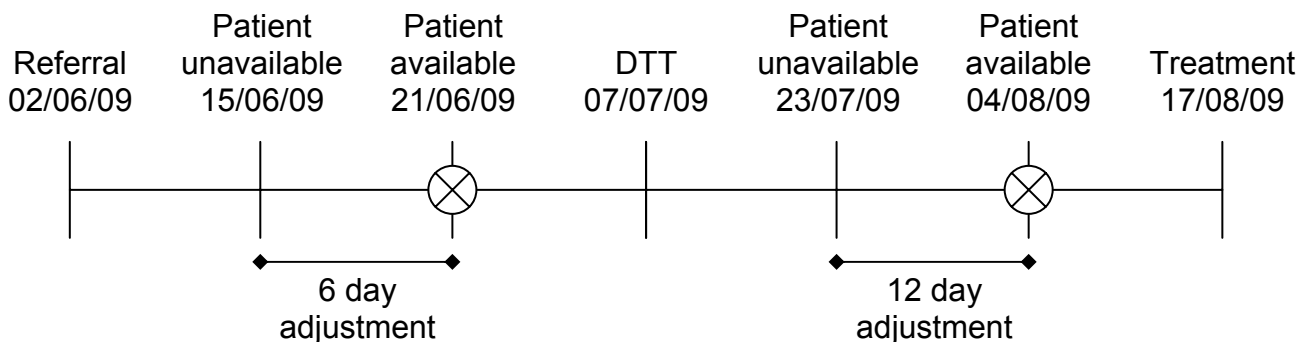 Referral
02/06/09
Patient
unavailable
15/06/09
Patient
available
21/06/09
DTT
07/07/09
Patient
unavailable
23/07/09
Patient
available
04/08/09
Treatment
17/08/09
6 day
adjustment
12 day
adjustment